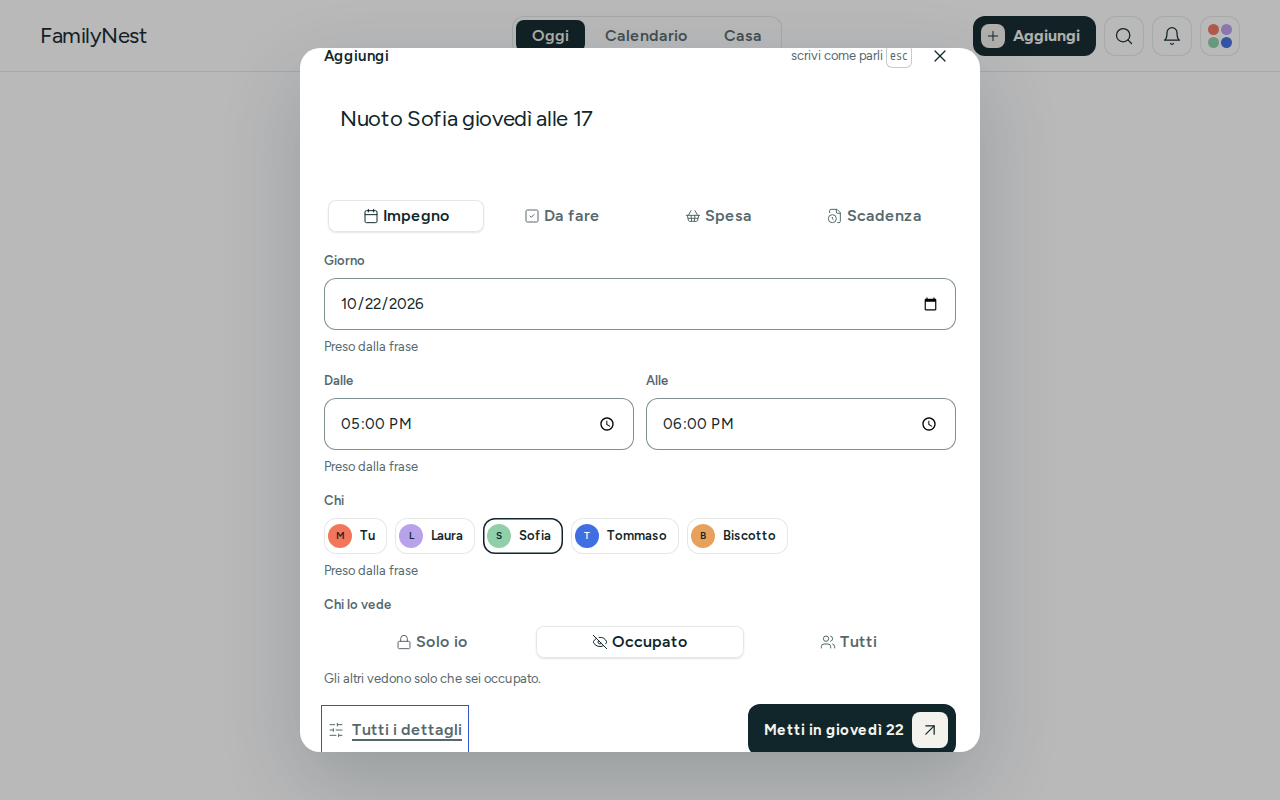 FamilyNest
Oggi Calendario Casa
Aggiungi
Aggiungi
scrivi come parli esc
Nuoto Sofia giovedì alle 17
Impegno Da fare Spesa Scadenza
Giorno
10/22/2026
Preso dalla frase
Dalle Alle
05:00 PM 06:00 PM
Preso dalla frase
Chi
M Tu L Laura S Sofia T Tommaso B Biscotto
Preso dalla frase
Chi lo vede
Solo io Occupato Tutti
Gli altri vedono solo che sei occupato.
Tutti i dettagli Metti in giovedì 22